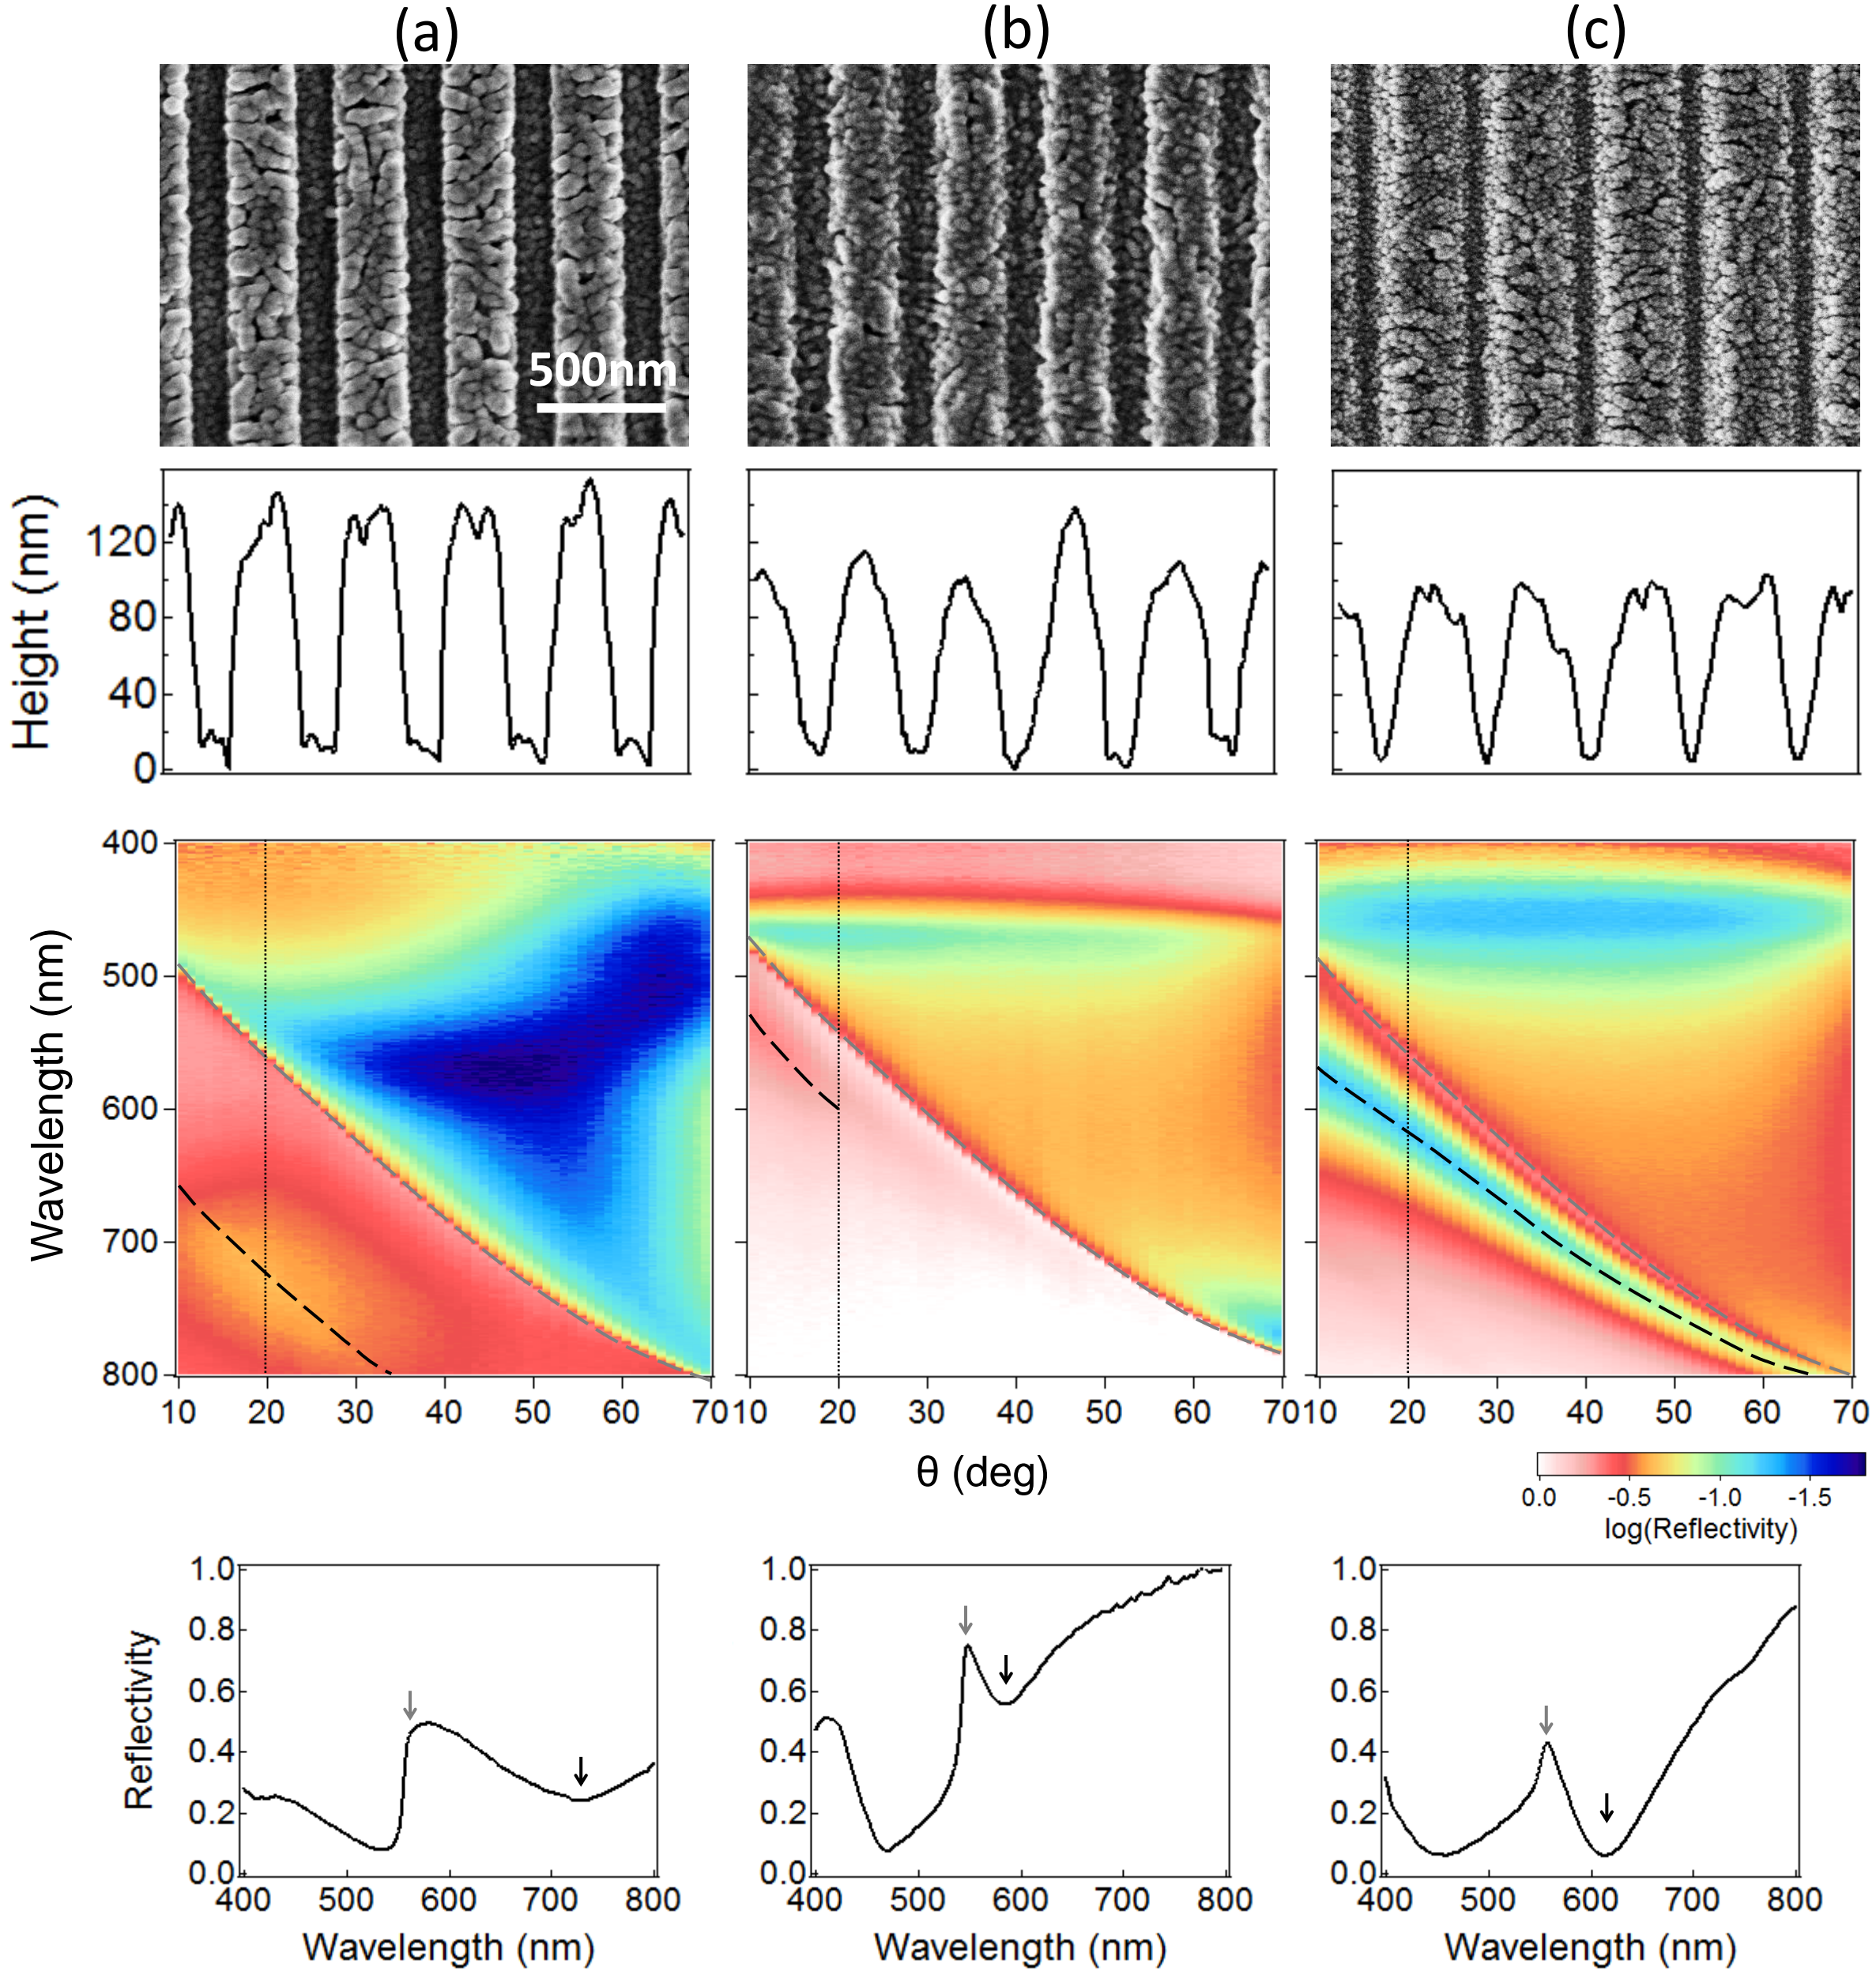 (a) (b) (c)
500nm
Height (nm)
120
80
40
0
Wavelength (nm)
400
500
600
700
800
10 20 30 40 50 60 70
10 20 30 40 50 60 70
10 20 30 40 50 60 70
θ (deg)
0.0 -0.5 -1.0 -1.5
log(Reflectivity)
Reflectivity
1.0
0.8
0.6
0.4
0.2
0.0
400 500 600 700 800
Wavelength (nm)
1.0
0.8
0.6
0.4
0.2
0.0
400 500 600 700 800
Wavelength (nm)
1.0
0.8
0.6
0.4
0.2
0.0
400 500 600 700 800
Wavelength (nm)